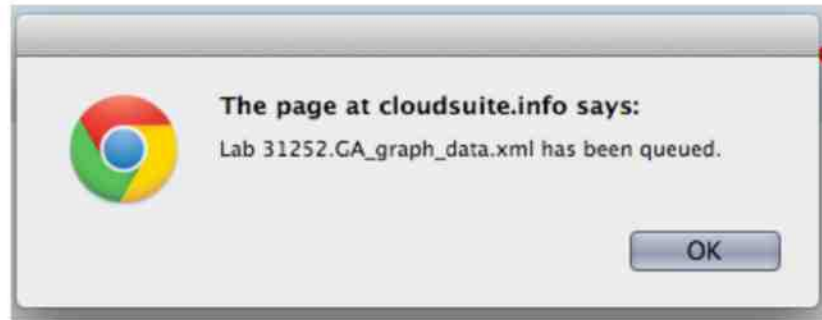 The page at cloudsuite.info says:
Lab 31252.GA_graph_data.xml has been queued.
OK